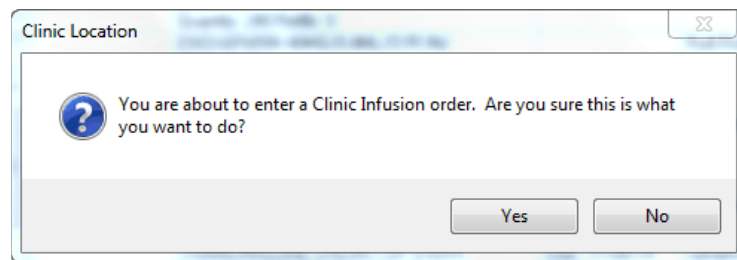 Clinic Location
You are about to enter a Clinic Infusion order.  Are you sure this is what
you want to do?
Yes
No